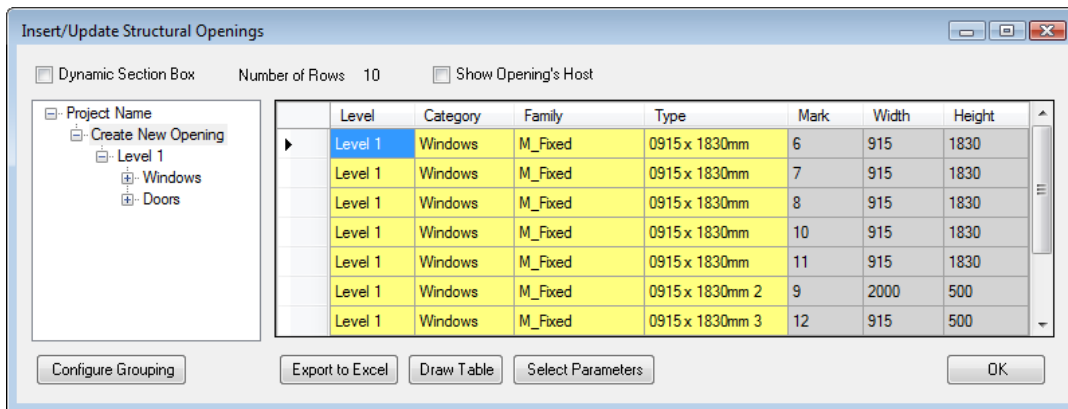 Insert/Update Structural Openings
Dynamic Section Box Number of Rows 10 Show Opening's Host
Project Name
Create New Opening
Level 1
Windows
Doors
Level Category Family Type Mark Width Height
Level 1 Windows M_Fixed 0915 x 1830mm 6 915 1830
Level 1 Windows M_Fixed 0915 x 1830mm 7 915 1830
Level 1 Windows M_Fixed 0915 x 1830mm 8 915 1830
Level 1 Windows M_Fixed 0915 x 1830mm 10 915 1830
Level 1 Windows M_Fixed 0915 x 1830mm 11 915 1830
Level 1 Windows M_Fixed 0915 x 1830mm 2 9 2000 500
Level 1 Windows M_Fixed 0915 x 1830mm 3 12 915 500
Configure Grouping Export to Excel Draw Table Select Parameters OK